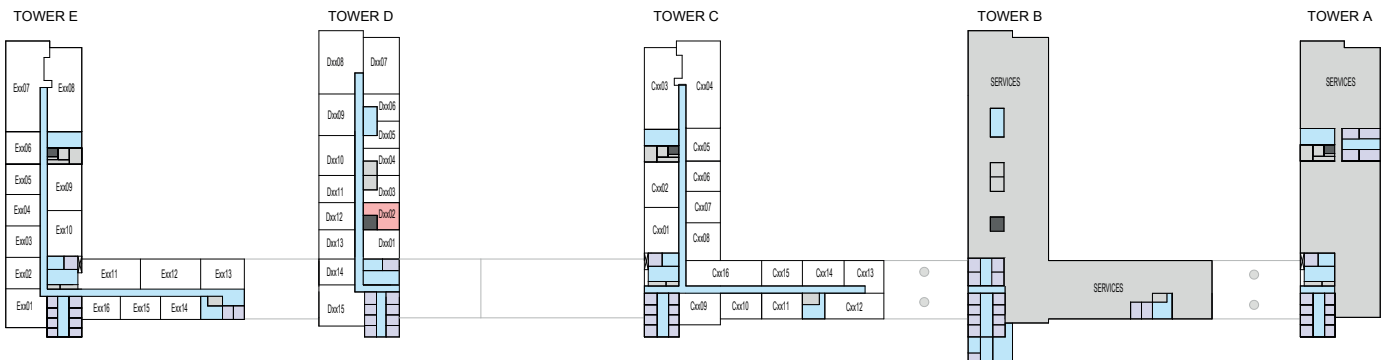 TOWER E
TOWER D
TOWER C
TOWER B
TOWER A
Exx07
Exx08
Exx06
Exx05
Exx09
Exx04
Exx03
Exx10
Exx02
Exx11
Exx12
Exx13
Exx01
Exx16
Exx15
Exx14
Dxx08
Dxx07
Dxx09
Dxx06
Dxx05
Dxx10
Dxx04
Dxx11
Dxx03
Dxx12
Dxx02
Dxx13
Dxx01
Dxx14
Dxx15
Cxx03
Cxx04
Cxx05
Cxx02
Cxx06
Cxx07
Cxx01
Cxx08
Cxx16
Cxx15
Cxx14
Cxx13
Cxx09
Cxx10
Cxx11
Cxx12
SERVICES
SERVICES
SERVICES